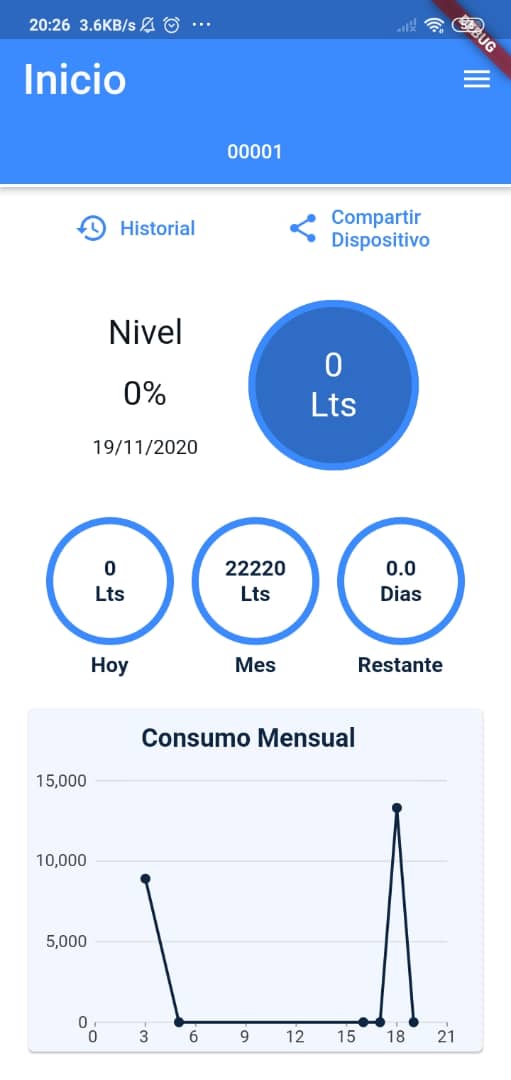 20:26 3.6KB/s ...
DEBUG
Inicio
00001
Historial
Compartir
Dispositivo
Nivel
0%
19/11/2020
0
Lts
0
Lts
Hoy
22220
Lts
Mes
0.0
Dias
Restante
Consumo Mensual
15,000
10,000
5,000
0
0 3 6 9 12 15 18 21